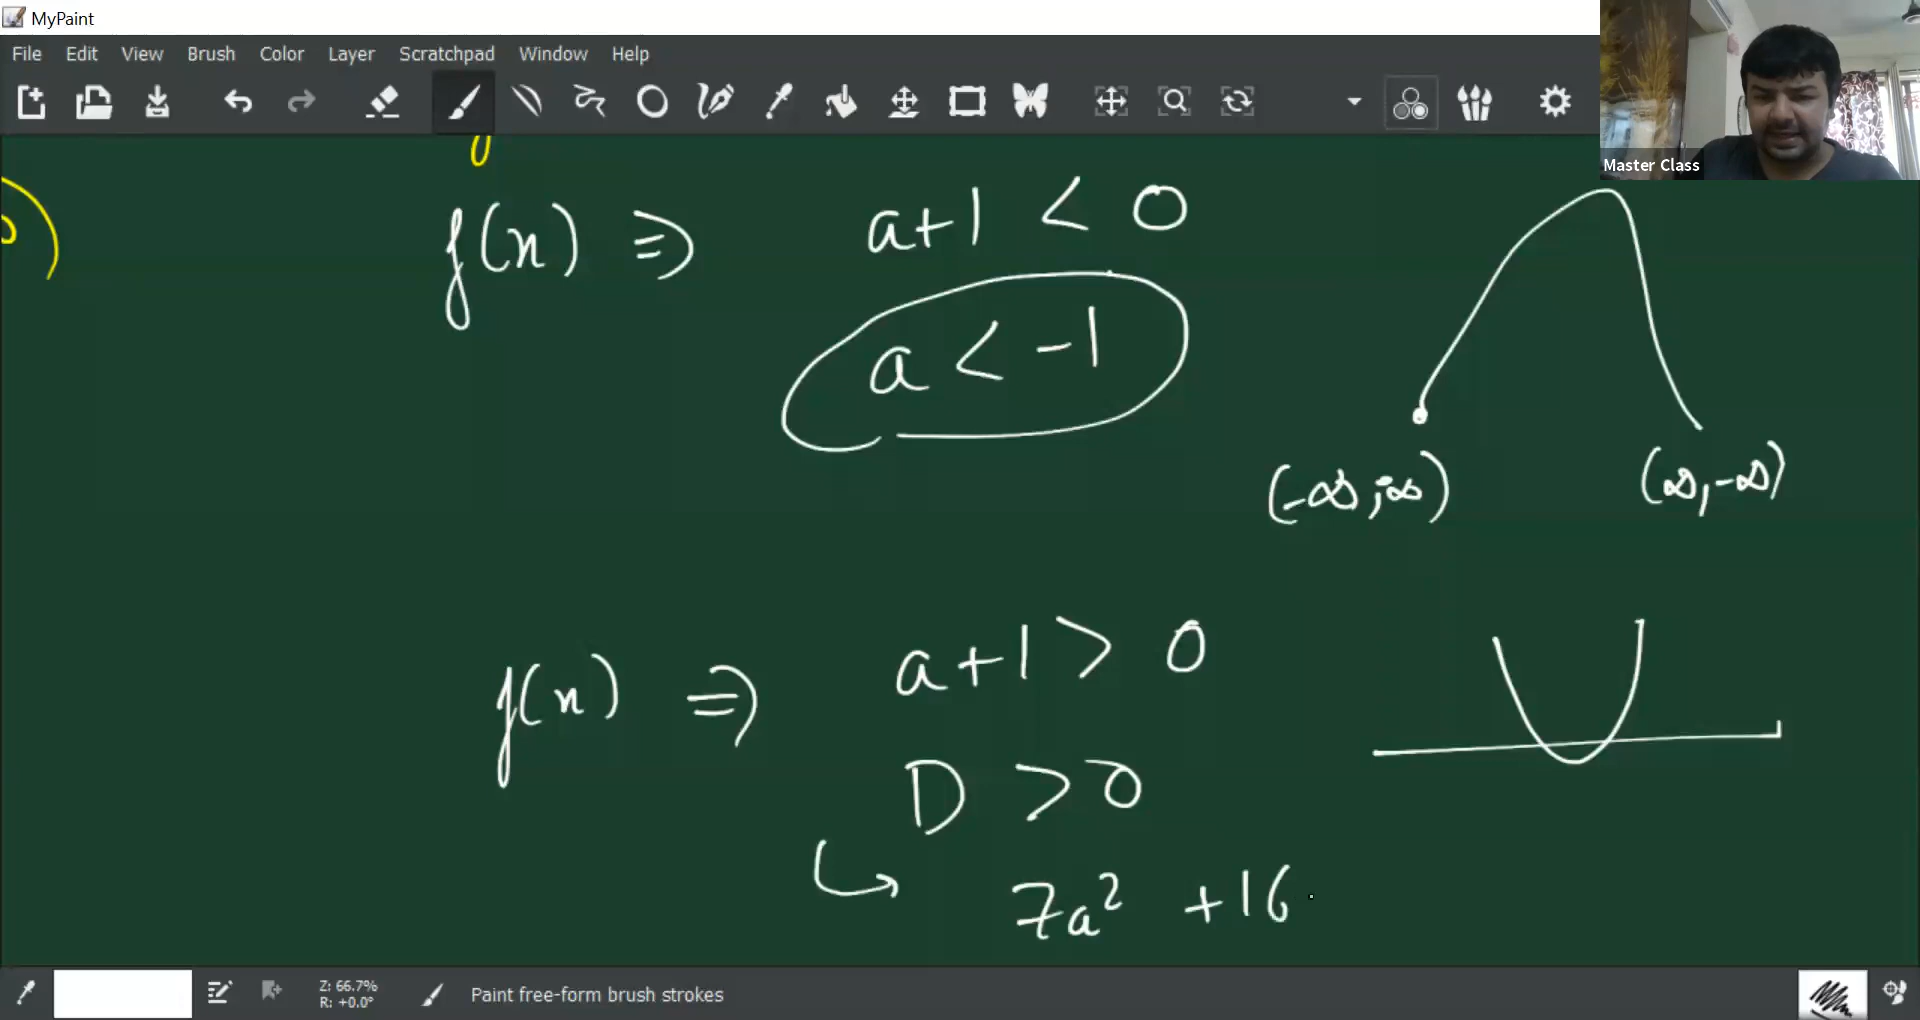 MyPaint
File Edit View Brush Color Layer Scratchpad Window Help
Master Class
f(x) ⇒ a+1 < 0
a < -1
(-∞, -∞) (∞, -∞)
f(x) ⇒ a+1 > 0
D > 0
↳ 7a² +16
Z: 66.7%
R: +0.0°
Paint free-form brush strokes